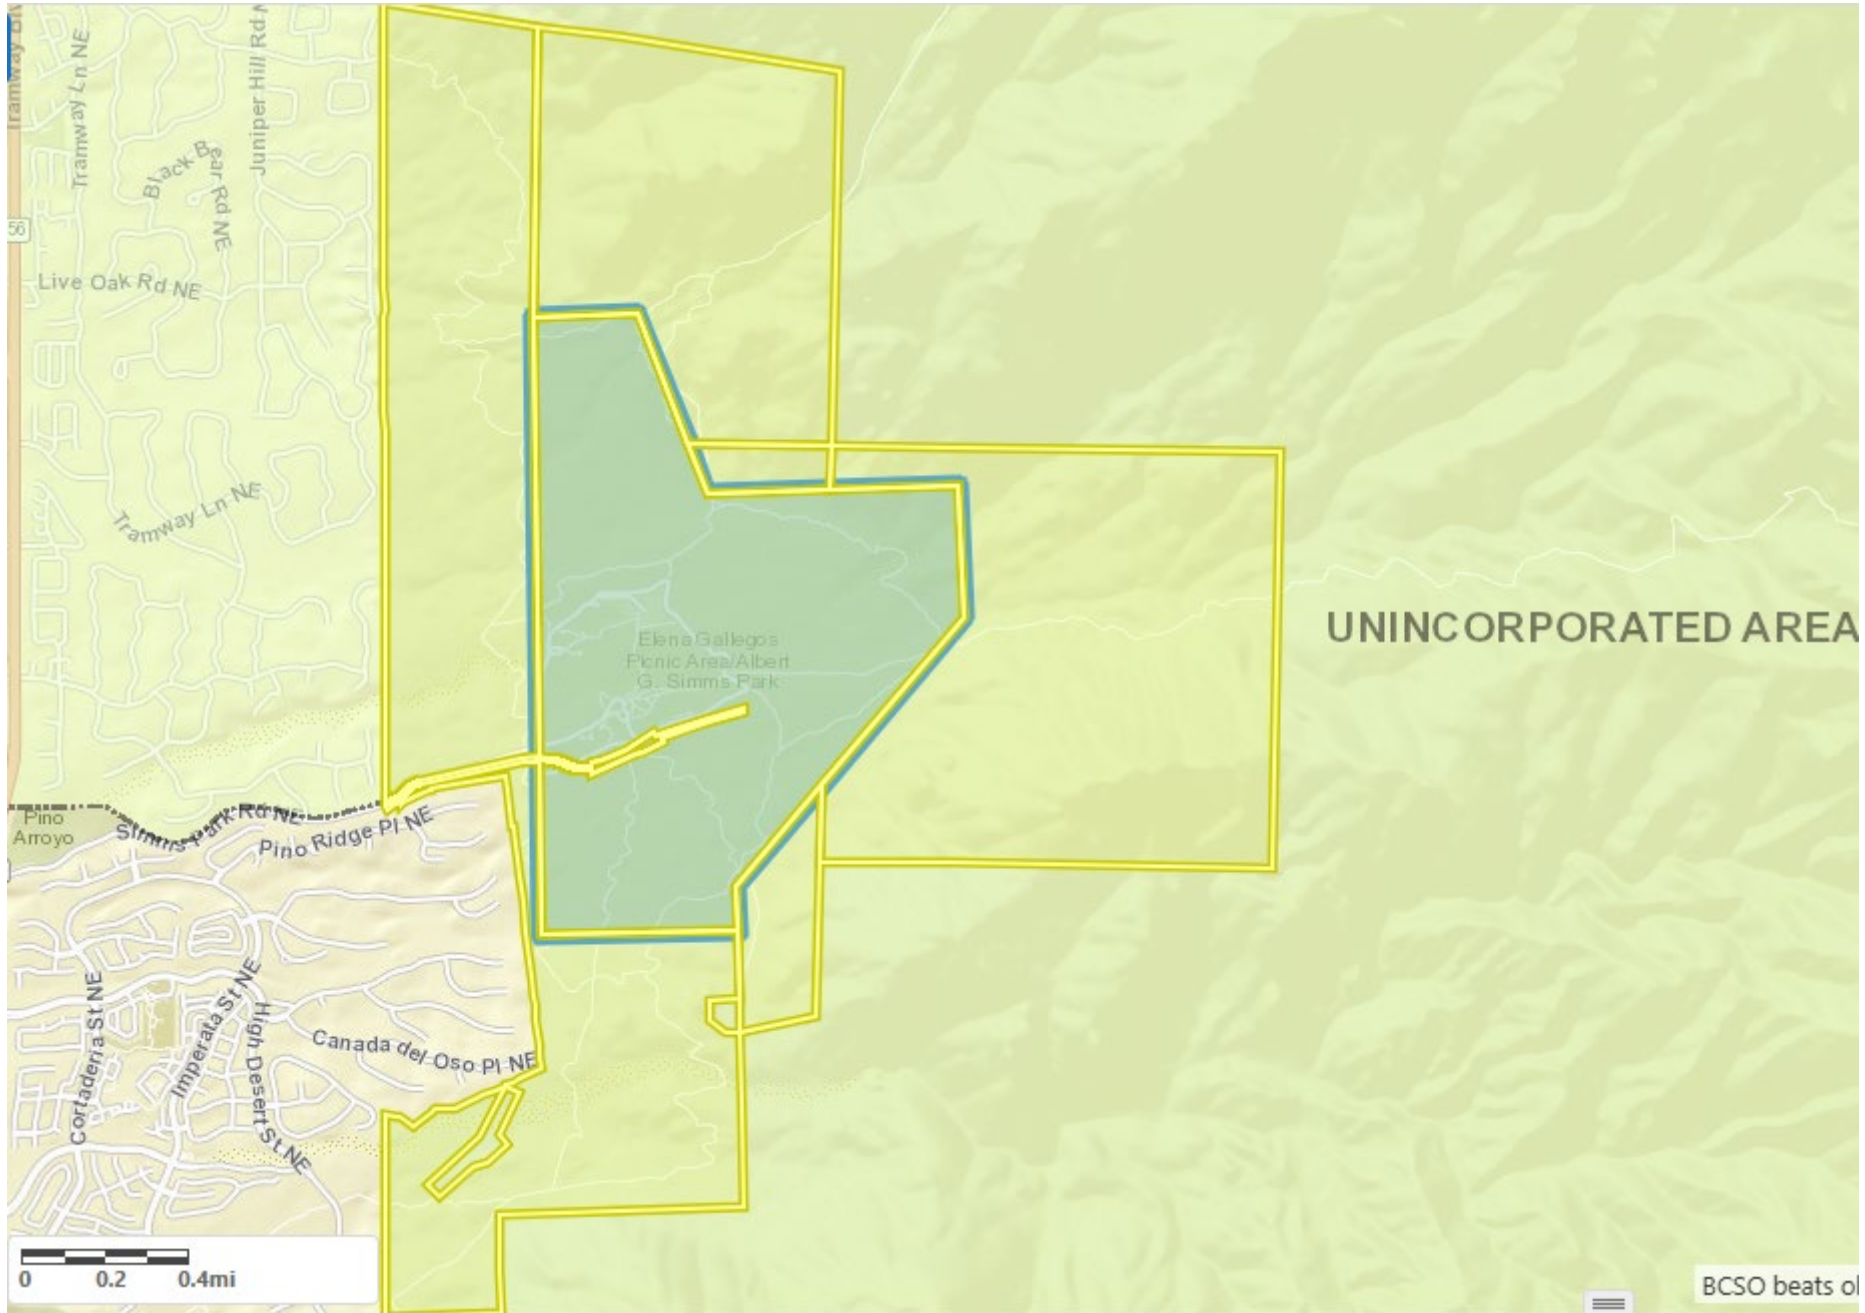 Tramway Ln NE
Juniper Hill Rd N
Black Bear Rd NE
56
Live Oak Rd NE
Tramway Ln NE
Elena Gallegos
Picnic Area/Albert
G. Simms Park
UNINCORPORATED AREA
Pino
Arroyo
Simms Park Rd NE
Pino Ridge Pl NE
Cortaderia St NE
Imperata St NE
High Desert St NE
Canada del Oso Pl NE
0 0.2 0.4mi
BCSO beats ol